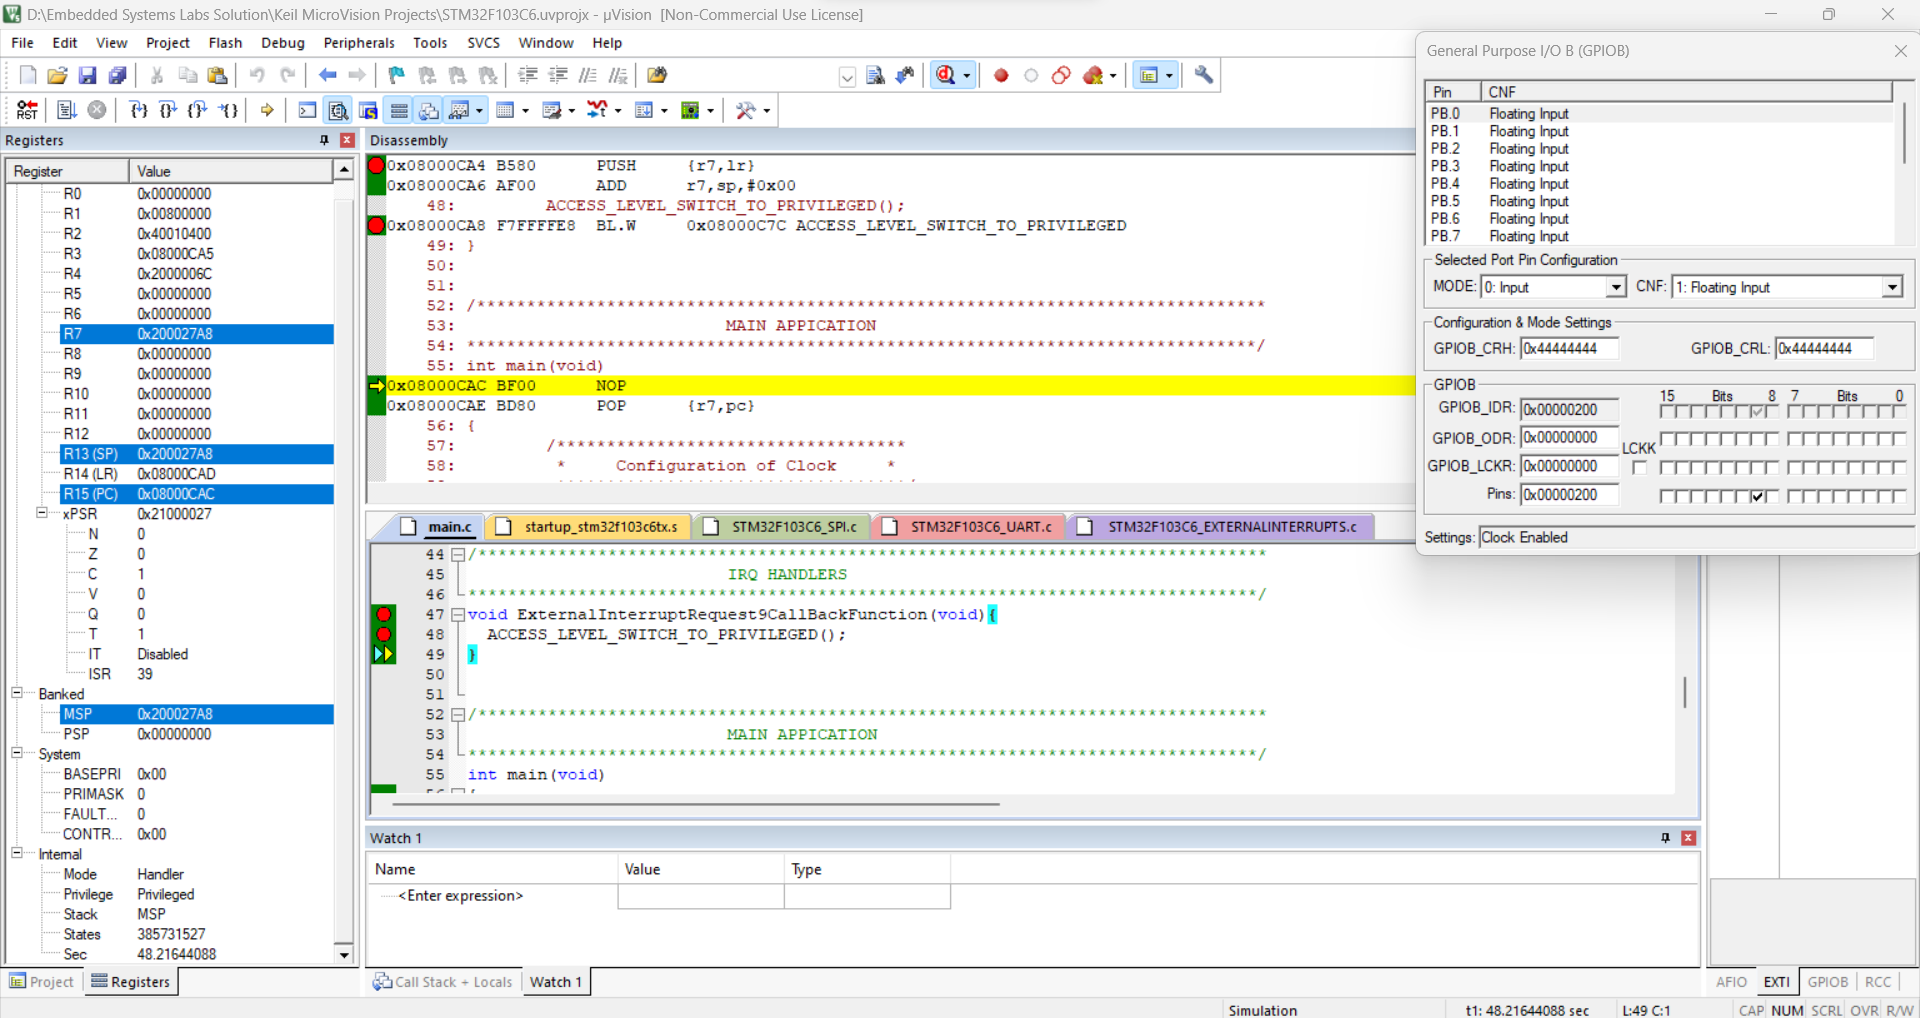 D:\Embedded Systems Labs Solution\Keil MicroVision Projects\STM32F103C6.uvprojx - µVision [Non-Commercial Use License]
File Edit View Project Flash Debug Peripherals Tools SVCS Window Help
Registers
Register Value
R0 0x00000000
R1 0x00800000
R2 0x40010400
R3 0x08000CA5
R4 0x2000006C
R5 0x00000000
R6 0x00000000
R7 0x200027A8
R8 0x00000000
R9 0x00000000
R10 0x00000000
R11 0x00000000
R12 0x00000000
R13 (SP) 0x200027A8
R14 (LR) 0x08000CAD
R15 (PC) 0x08000CAC
xPSR 0x21000027
N 0
Z 0
C 1
V 0
Q 0
T 1
IT Disabled
ISR 39
Banked
MSP 0x200027A8
PSP 0x00000000
System
BASEPRI 0x00
PRIMASK 0
FAULT... 0
CONTR... 0x00
Internal
Mode Handler
Privilege Privileged
Stack MSP
States 385731527
Sec 48.21644088
Project Registers
Disassembly
0x08000CA4 B580 PUSH {r7,lr}
0x08000CA6 AF00 ADD r7,sp,#0x00
48: ACCESS_LEVEL_SWITCH_TO_PRIVILEGED();
0x08000CA8 F7FFFFE8 BL.W 0x08000C7C ACCESS_LEVEL_SWITCH_TO_PRIVILEGED
49: }
50:
51:
52: /*******************************************************************************
53: MAIN APPICATION
54: *******************************************************************************/
55: int main(void)
0x08000CAC BF00 NOP
0x08000CAE BD80 POP {r7,pc}
56: {
57: /***********************************
58: * Configuration of Clock *
main.c startup_stm32f103c6tx.s STM32F103C6_SPI.c STM32F103C6_UART.c STM32F103C6_EXTERNALINTERRUPTS.c
44 /*******************************************************************************
45 IRQ HANDLERS
46 *******************************************************************************/
47 void ExternalInterruptRequest9CallBackFunction(void){
48 ACCESS_LEVEL_SWITCH_TO_PRIVILEGED();
49 }
50
51
52 /*******************************************************************************
53 MAIN APPICATION
54 *******************************************************************************/
55 int main(void)
56 {
Watch 1
Name Value Type
<Enter expression>
Call Stack + Locals Watch 1
General Purpose I/O B (GPIOB)
Pin CNF
PB.0 Floating Input
PB.1 Floating Input
PB.2 Floating Input
PB.3 Floating Input
PB.4 Floating Input
PB.5 Floating Input
PB.6 Floating Input
PB.7 Floating Input
Selected Port Pin Configuration
MODE: 0: Input CNF: 1: Floating Input
Configuration & Mode Settings
GPIOB_CRH: 0x44444444 GPIOB_CRL: 0x44444444
GPIOB
15 Bits 8 7 Bits 0
GPIOB_IDR: 0x00000200
GPIOB_ODR: 0x00000000
LCKK
GPIOB_LCKR: 0x00000000
Pins: 0x00000200
Settings: Clock Enabled
AFIO EXTI GPIOB RCC
Simulation t1: 48.21644088 sec L:49 C:1 CAP NUM SCRL OVR R/W